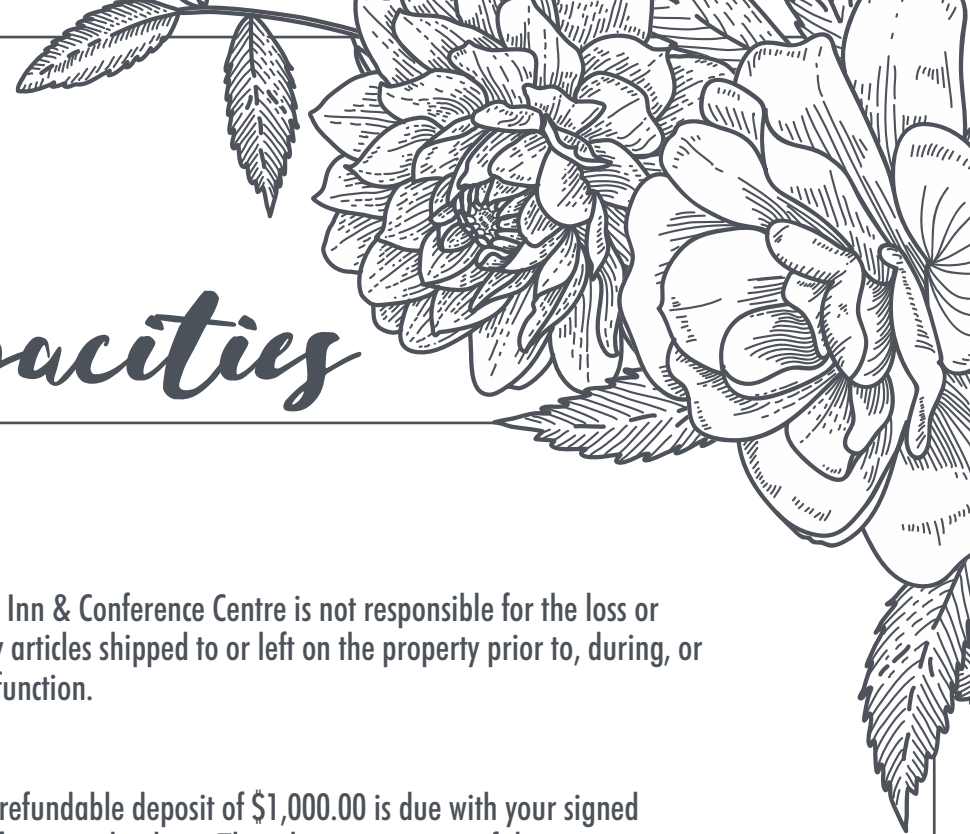 Inn & Conference Centre is not responsible for the loss or
articles shipped to or left on the property prior to, during, or
function.
refundable deposit of $1,000.00 is due with your signed